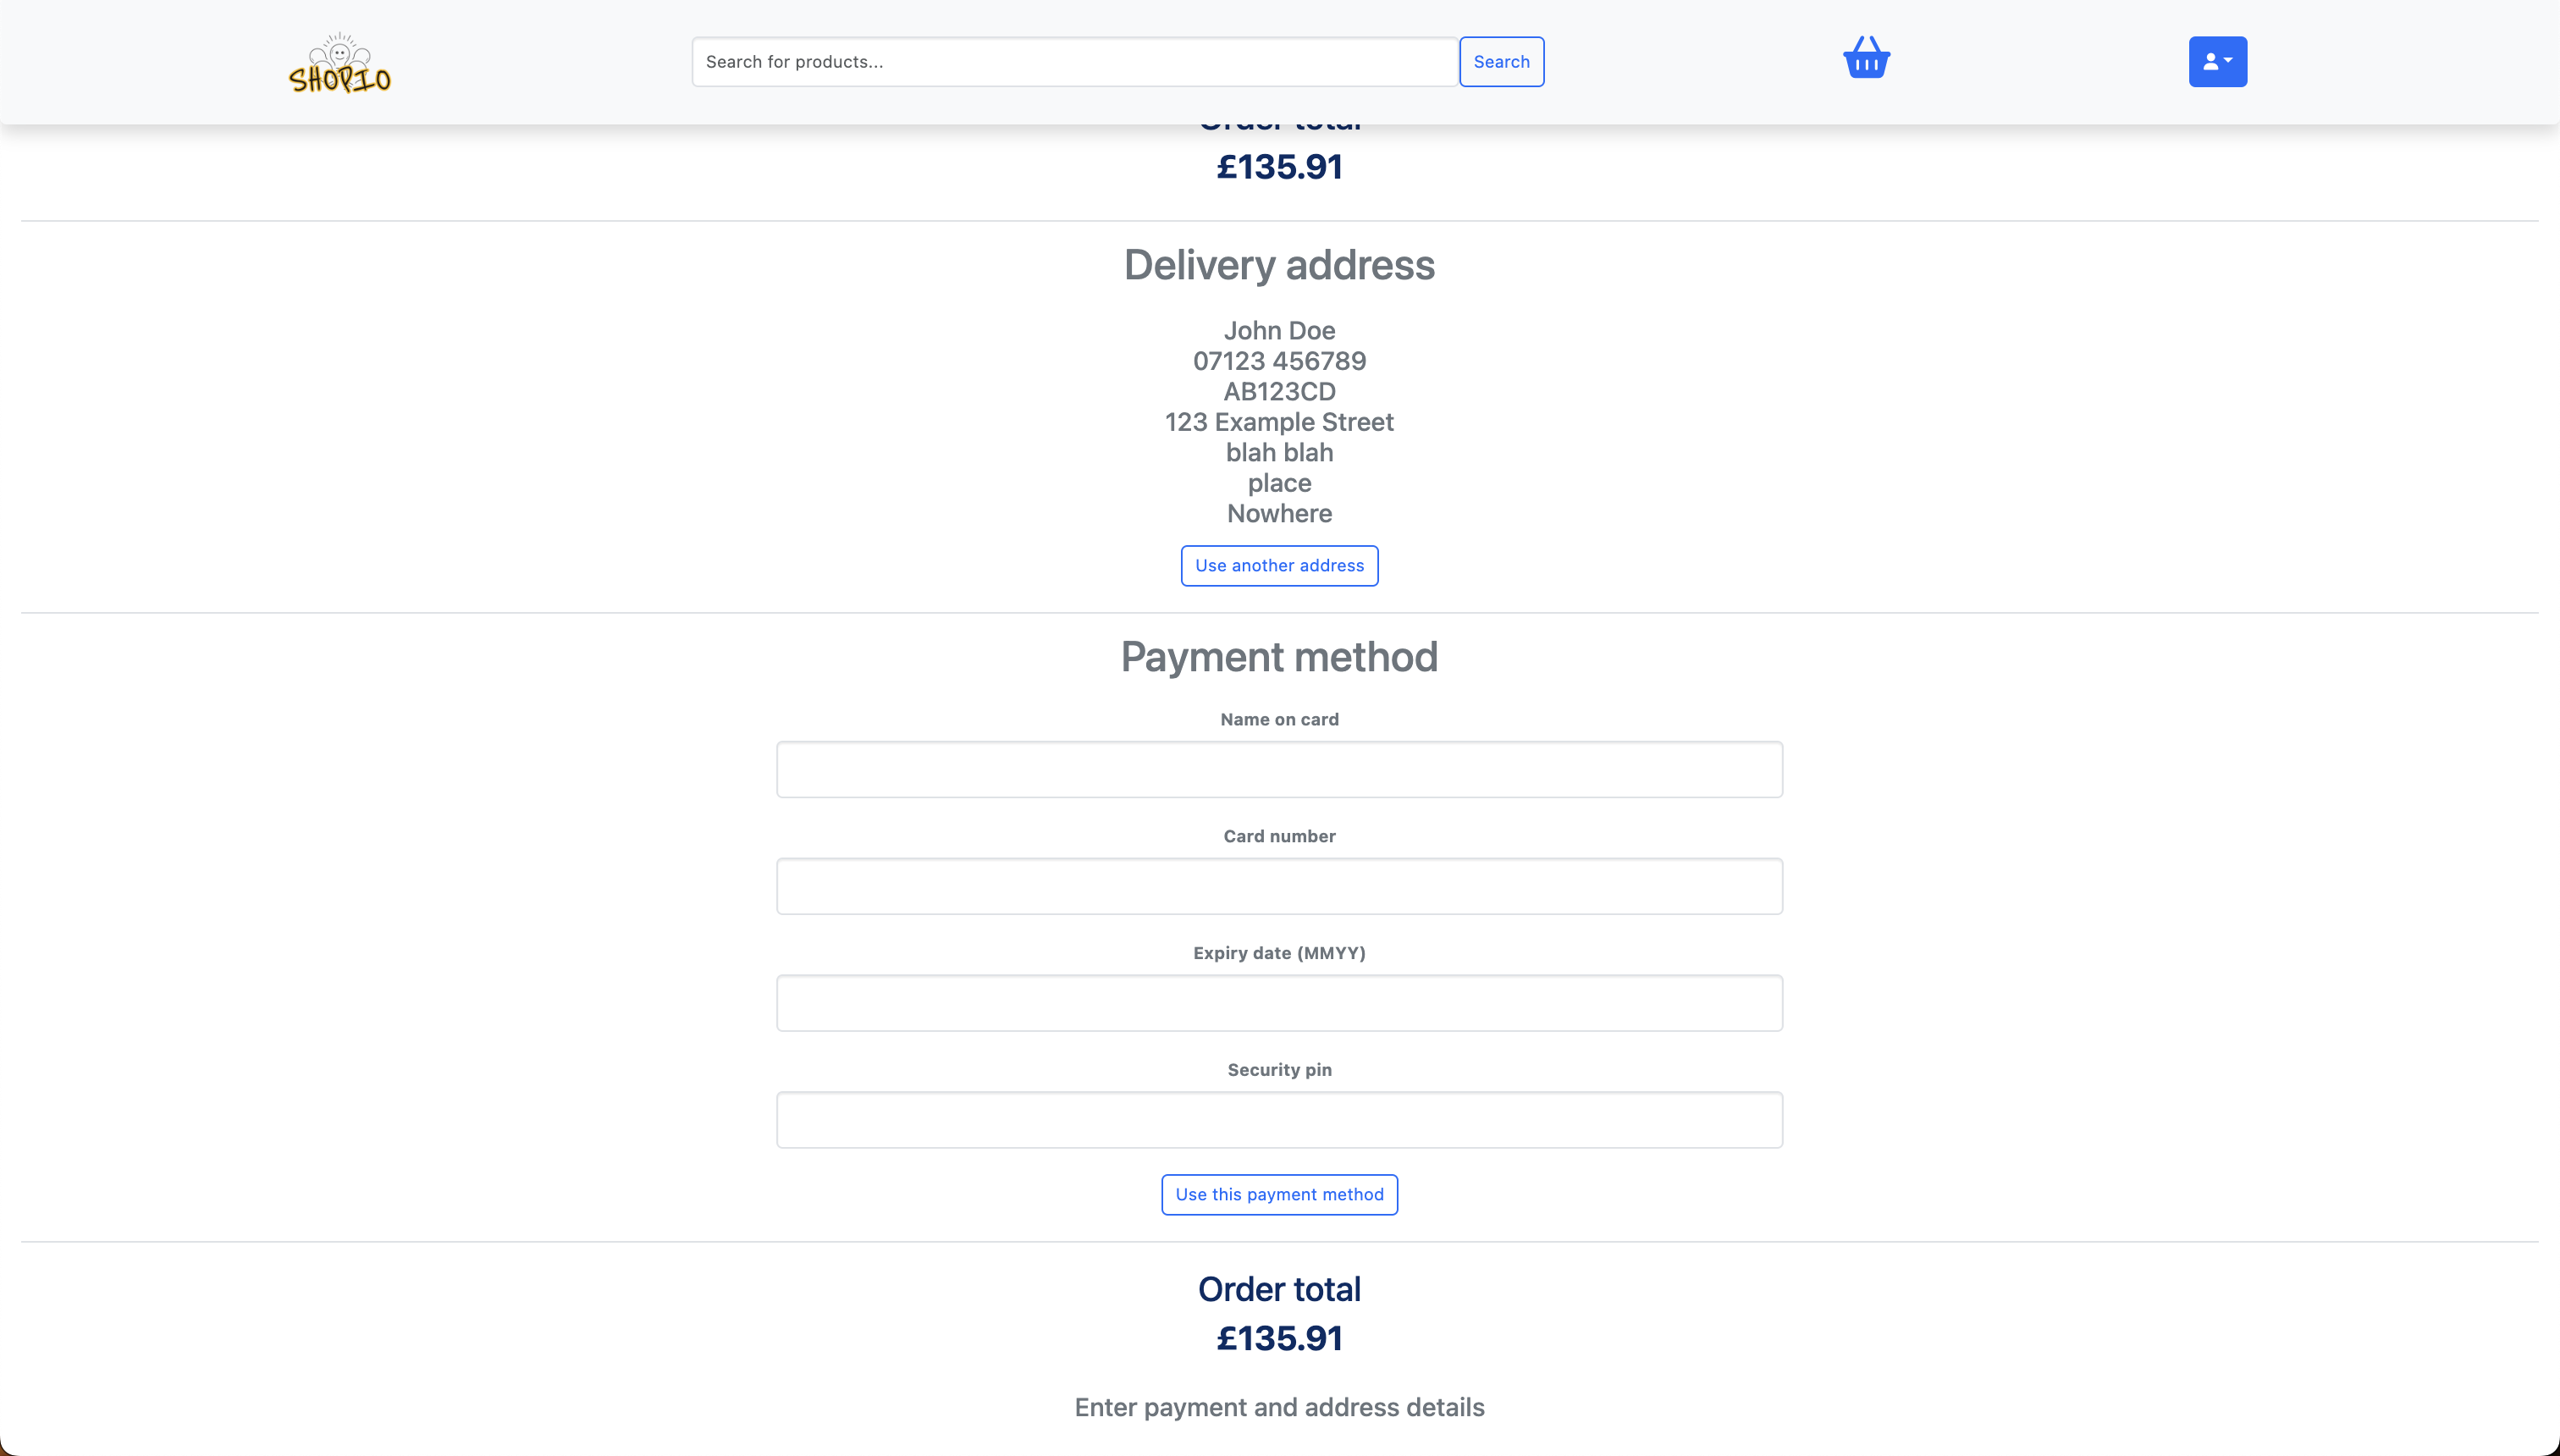 SHOPIO
Search for products...
Search
Order total
£135.91
Delivery address
John Doe
07123 456789
AB123CD
123 Example Street
blah blah
place
Nowhere
Use another address
Payment method
Name on card
Card number
Expiry date (MMYY)
Security pin
Use this payment method
Order total
£135.91
Enter payment and address details